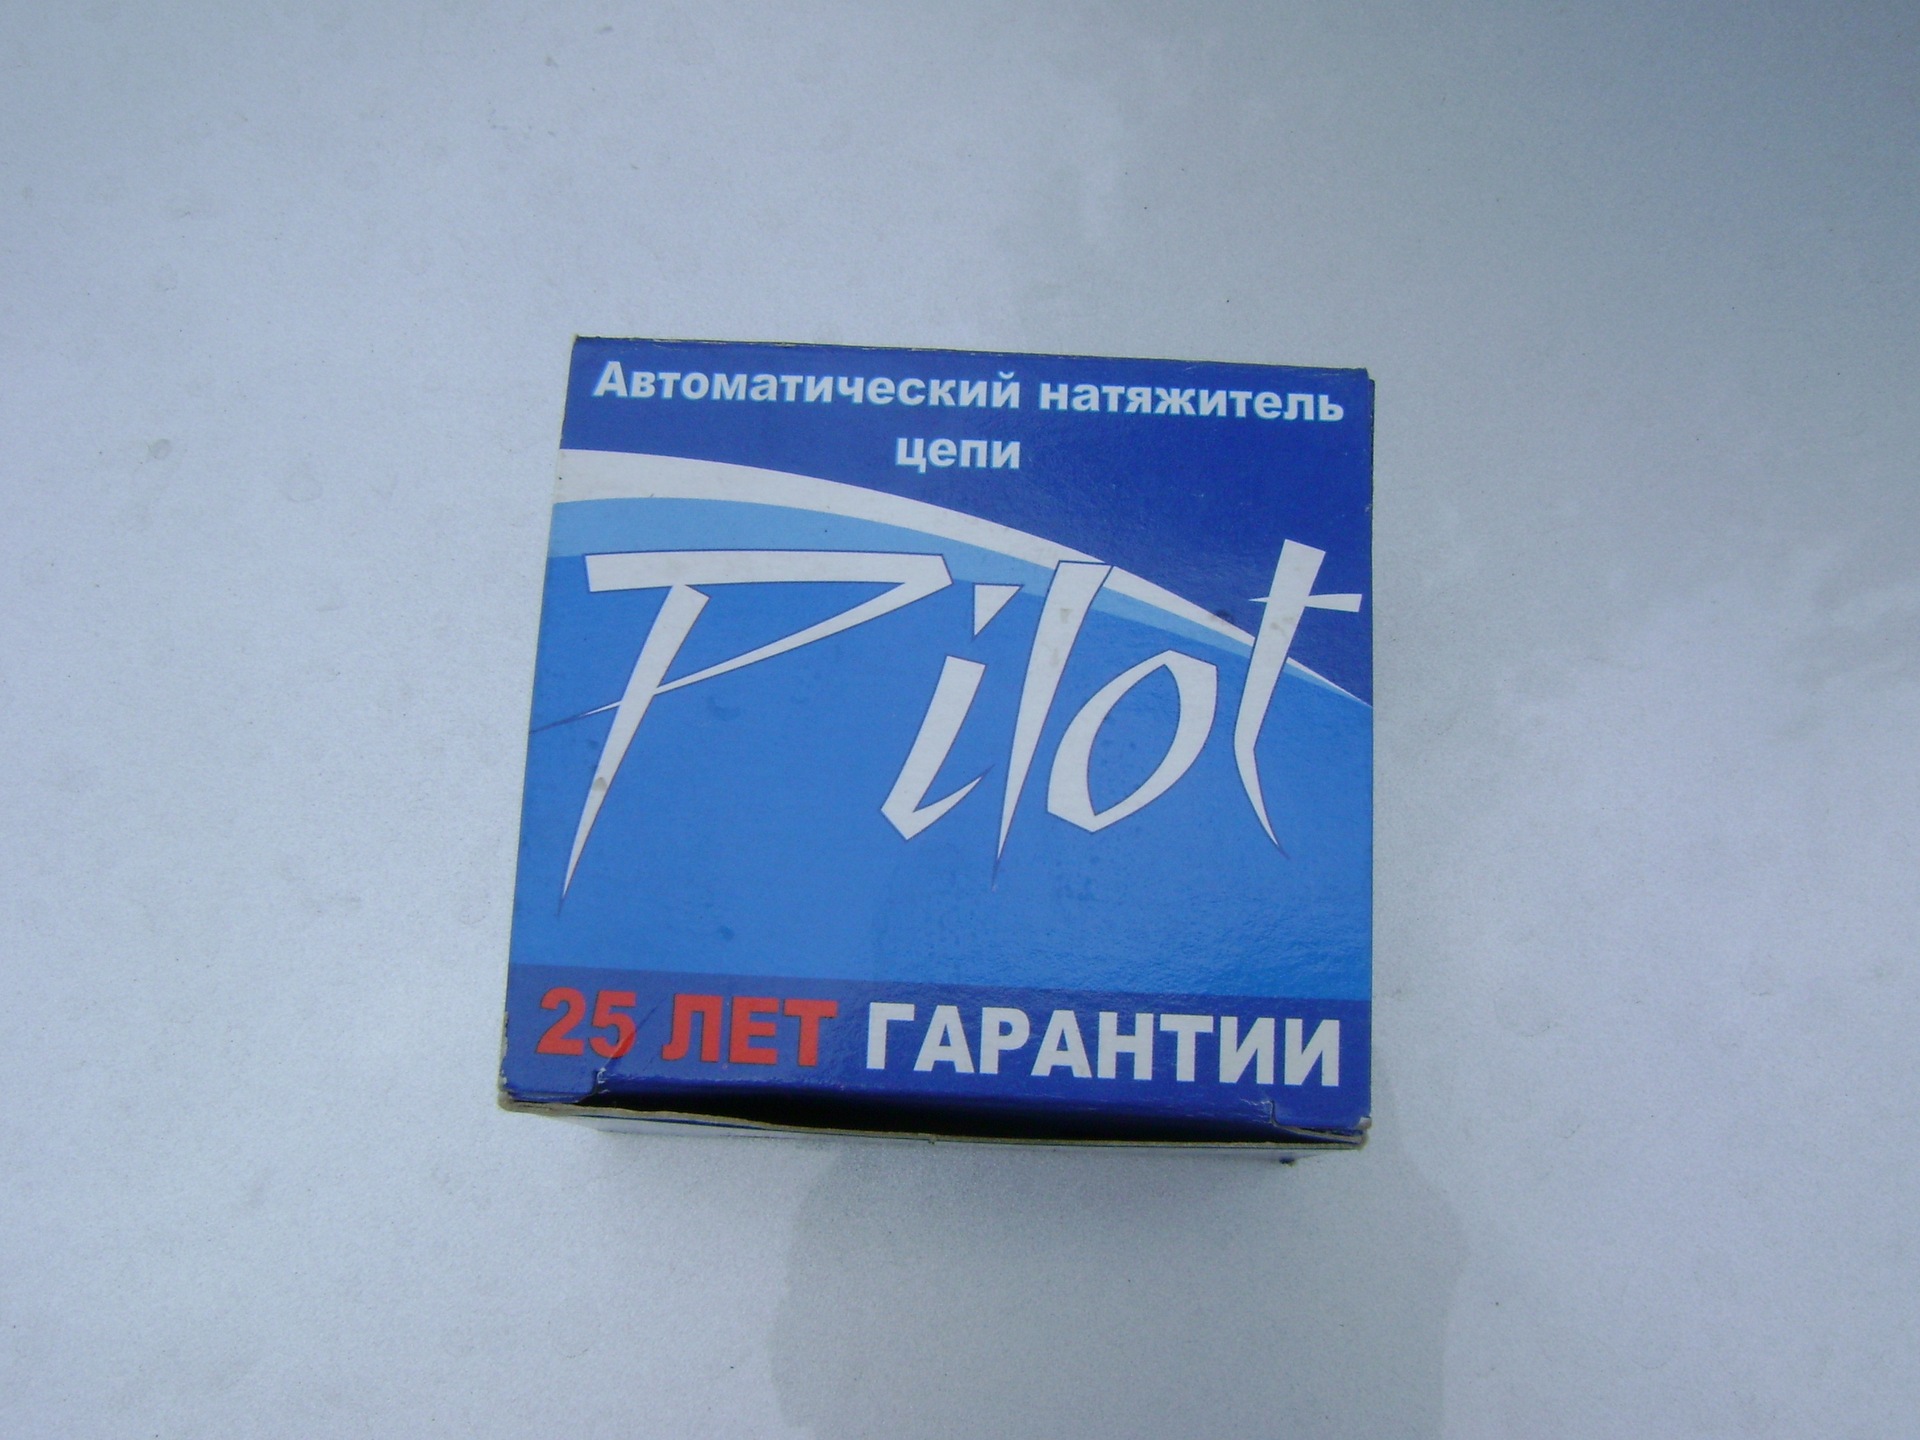 Автоматический натяжитель
цепи
Pilot
25 ЛЕТ ГАРАНТИИ